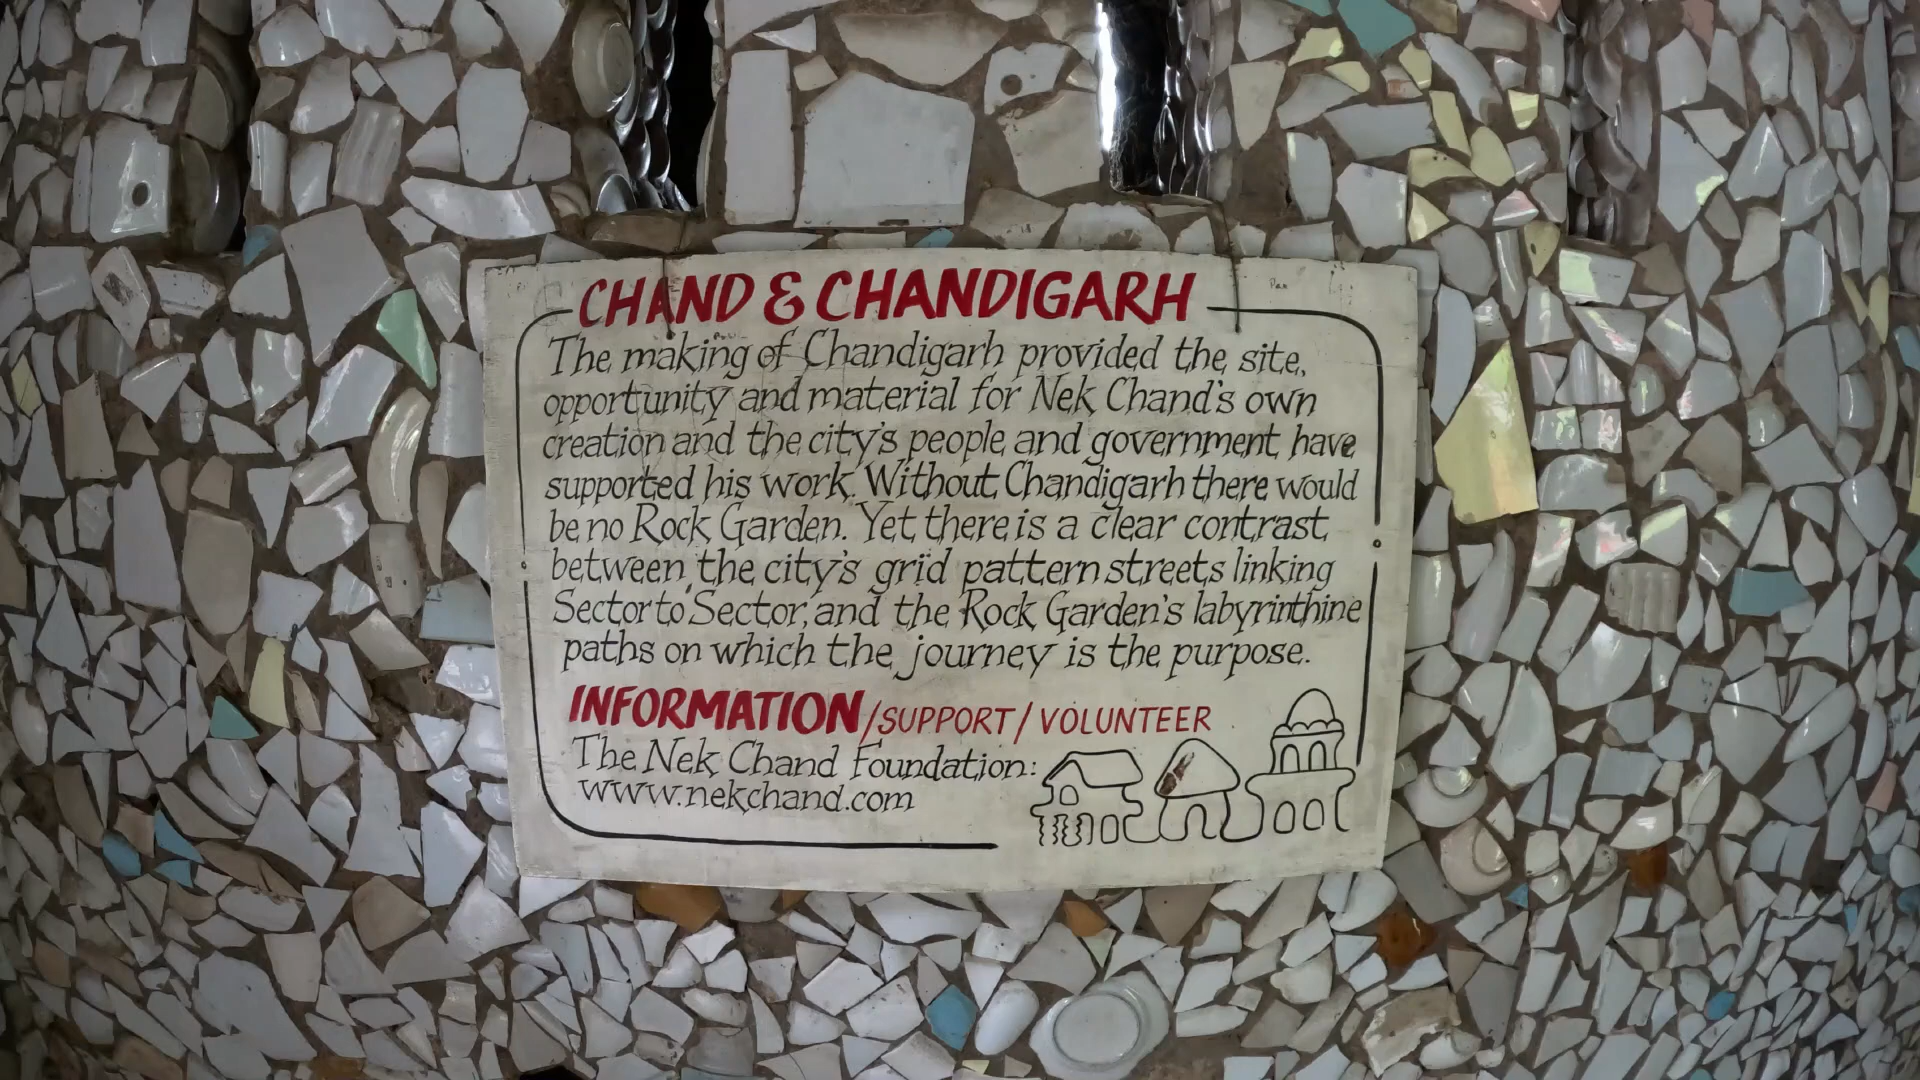 CHAND & CHANDIGARH
The making of Chandigarh provided the site,
opportunity and material for Nek Chand's own
creation and the city's people and government have
supported his work. Without Chandigarh there would
be no Rock Garden. Yet there is a clear contrast
between the city's grid pattern streets linking
Sector to Sector, and the Rock Garden's labyrinthine
paths on which the journey is the purpose.
INFORMATION/SUPPORT/VOLUNTEER
The Nek Chand Foundation:
www.nekchand.com